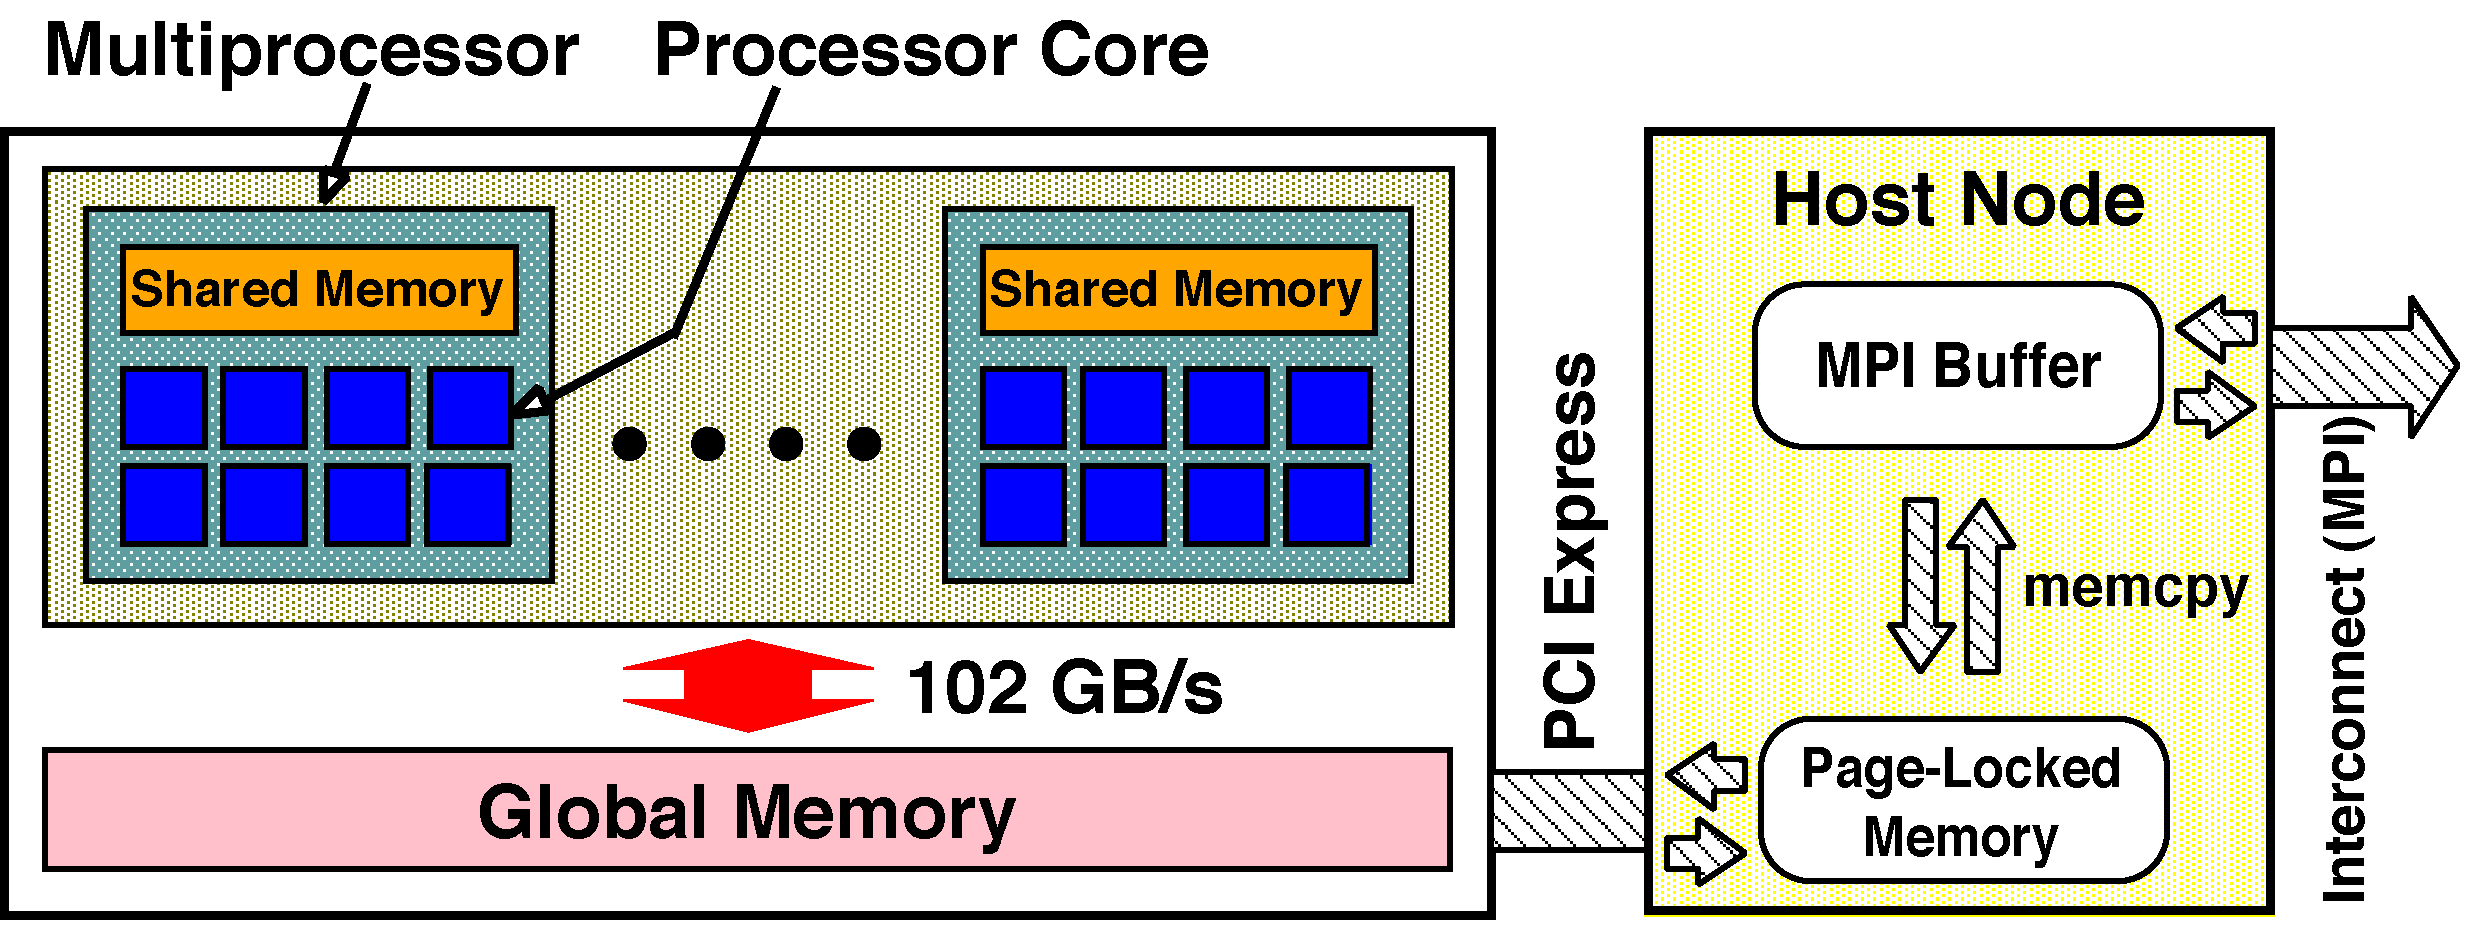 Multiprocessor
Processor Core
Shared Memory
Shared Memory
102 GB/s
Global Memory
PCI Express
Host Node
MPI Buffer
memcpy
Page-Locked
Memory
Interconnect (MPI)